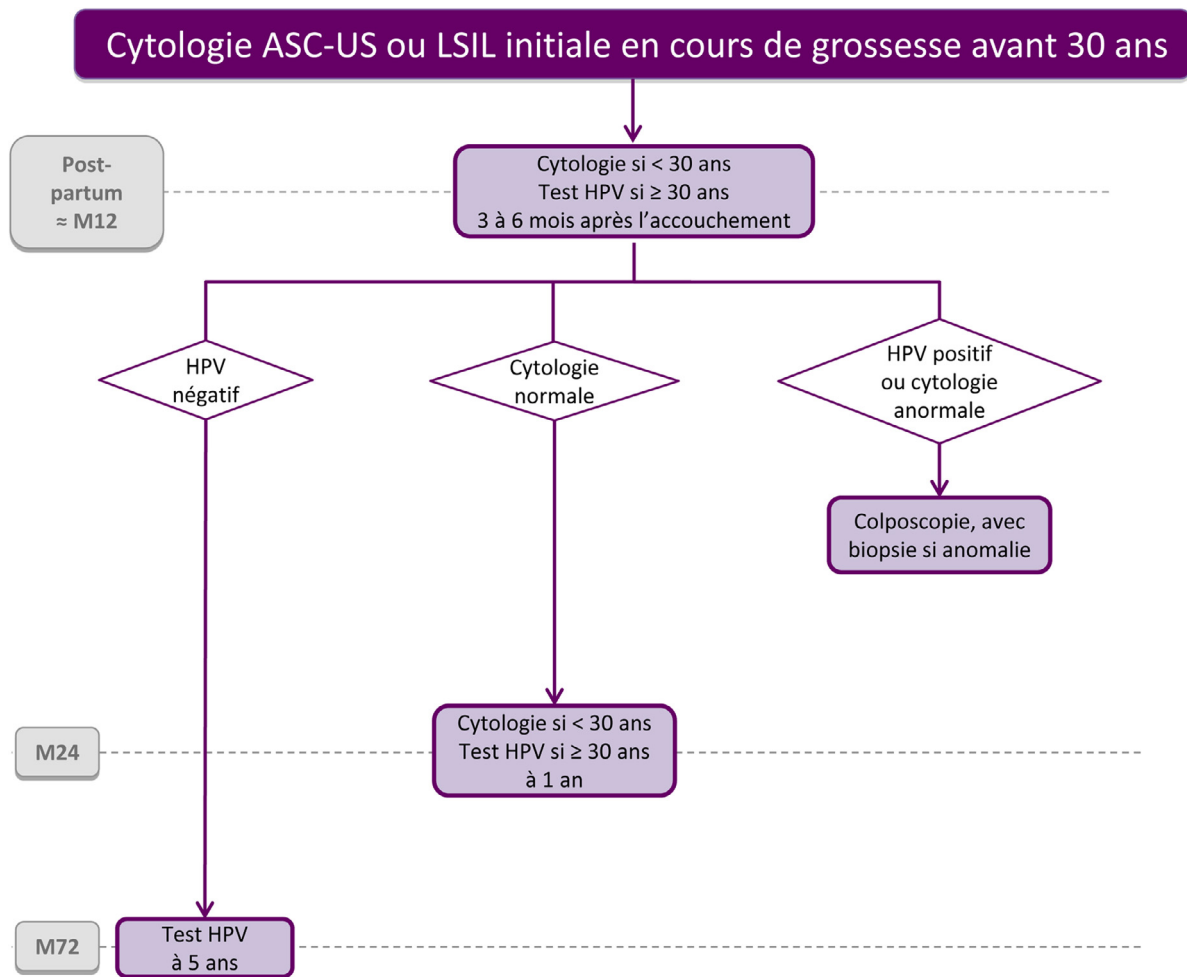 Cytologie ASC-US ou LSIL initiale en cours de grossesse avant 30 ans
Post-
partum
≈ M12
Cytologie si < 30 ans
Test HPV si ≥ 30 ans
3 à 6 mois après l’accouchement
HPV
négatif
Cytologie
normale
HPV positif
ou cytologie
anormale
Colposcopie, avec
biopsie si anomalie
M24
Cytologie si < 30 ans
Test HPV si ≥ 30 ans
à 1 an
M72
Test HPV
à 5 ans